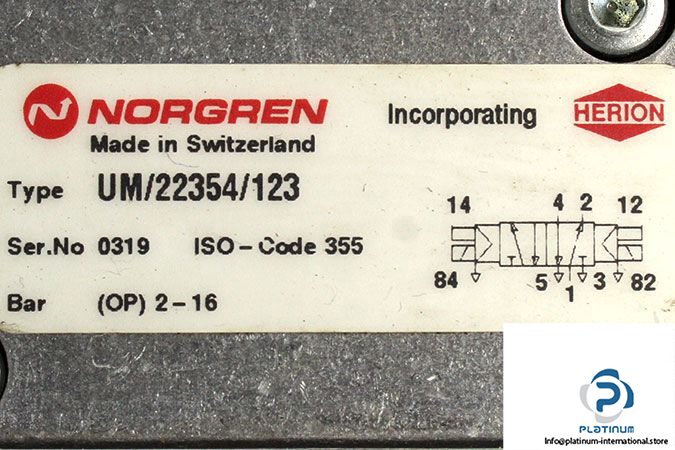 NORGREN
Incorporating HERION
Made in Switzerland
Type UM/22354/123
Ser.No 0319 ISO-Code 355
Bar (OP) 2-16
14 4 2 12
84 5 1 3 82
P
PLATINUM
Info@platinum-international.store